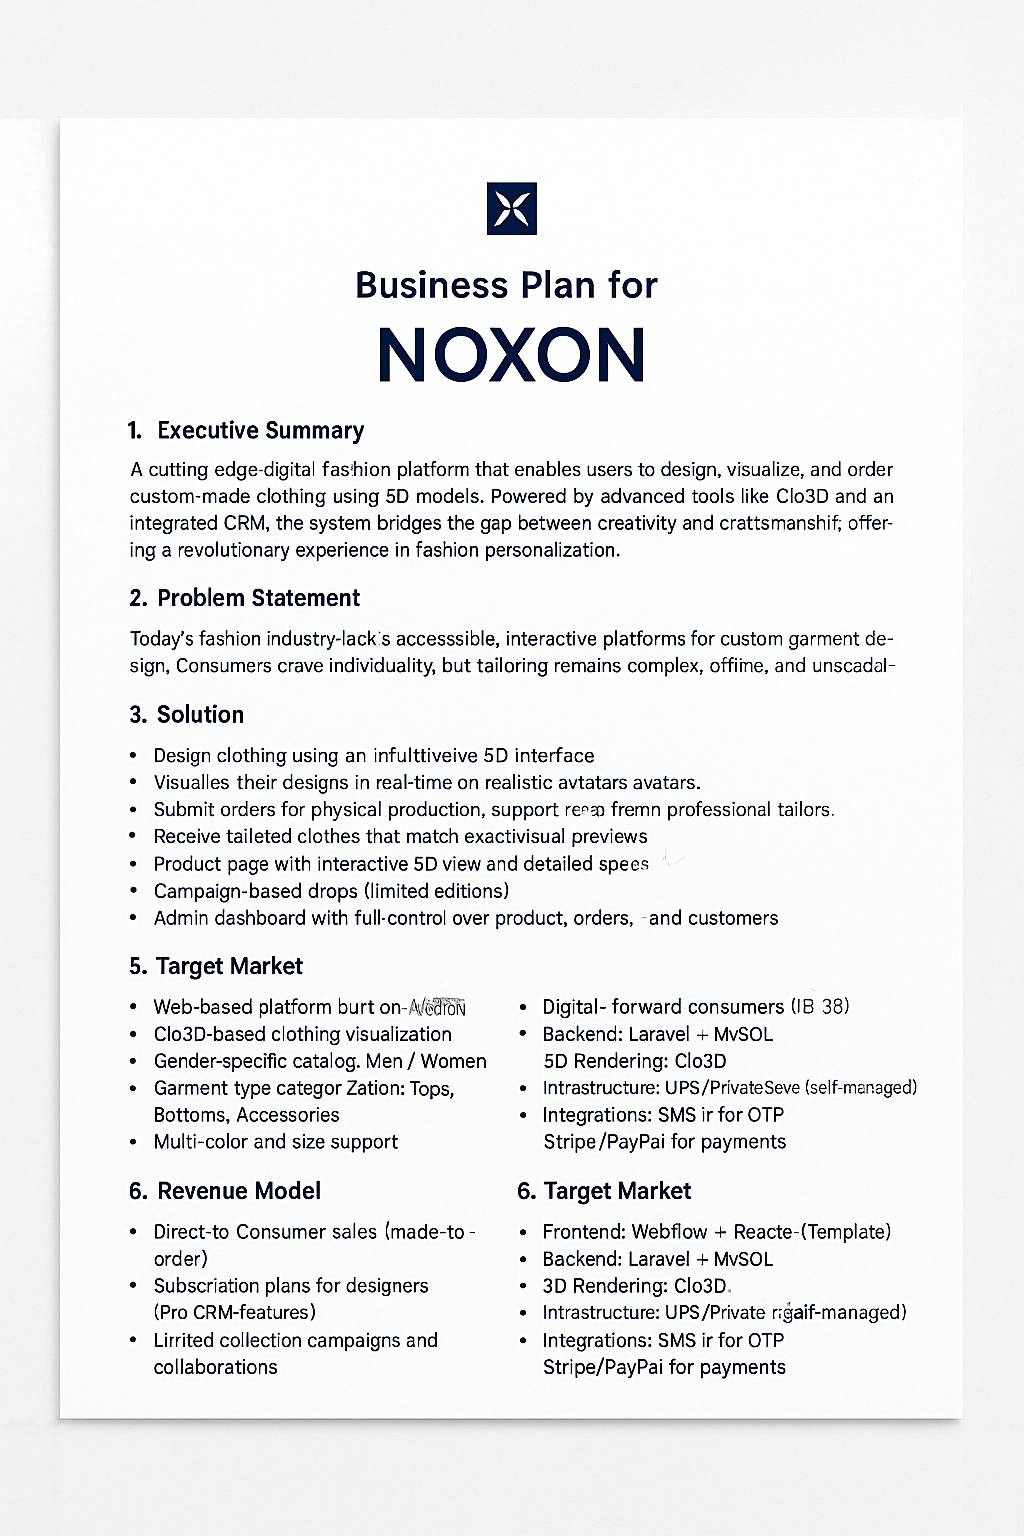 Business Plan for
NOXON
1. Executive Summary
A cutting edge-digital fashion platform that enables users to design, visualize, and order
custom-made clothing using 5D models. Powered by advanced tools like Clo3D and an
integrated CRM, the system bridges the gap between creativity and crattsmanshif; offer-
ing a revolutionary experience in fashion personalization.
2. Problem Statement
Today's fashion industry-lack's accesssible, interactive platforms for custom garment de-
sign, Consumers crave individuality, but tailoring remains complex, offime, and unscadal-
3. Solution
• Design clothing using an infulttiveive 5D interface
• Visualles their designs in real-time on realistic avtatars avatars.
• Submit orders for physical production, support fremn professional tailors.
• Receive taileted clothes that match exactivisual previews
• Product page with interactive 5D view and detailed spees
• Campaign-based drops (limited editions)
• Admin dashboard with full-control over product, orders, -and customers
5. Target Market
• Web-based platform burt on-
• Clo3D-based clothing visualization
• Gender-specific catalog. Men / Women
• Garment type categor Zation: Tops,
Bottoms, Accessories
• Multi-color and size support
• Digital- forward consumers (IB 38)
• Backend: Laravel + MvSOL
5D Rendering: Clo3D
• Intrastructure: UPS/PrivateSeve (self-managed)
• Integrations: SMS ir for OTP
Stripe/PayPai for payments
6. Revenue Model
• Direct-to Consumer sales (made-to-
order)
• Subscriation plans for designers
(Pro CRM-features)
• Lirrited collection campaigns and
collaborations
6. Target Market
• Frontend: Webflow + Reacte-(Template)
• Backend: Laravel + MvSOL
• 3D Rendering: Clo3D.
• Intrastructure: UPS/Private
• Integrations: SMS ir for OTP
Stripe/PayPai for payments